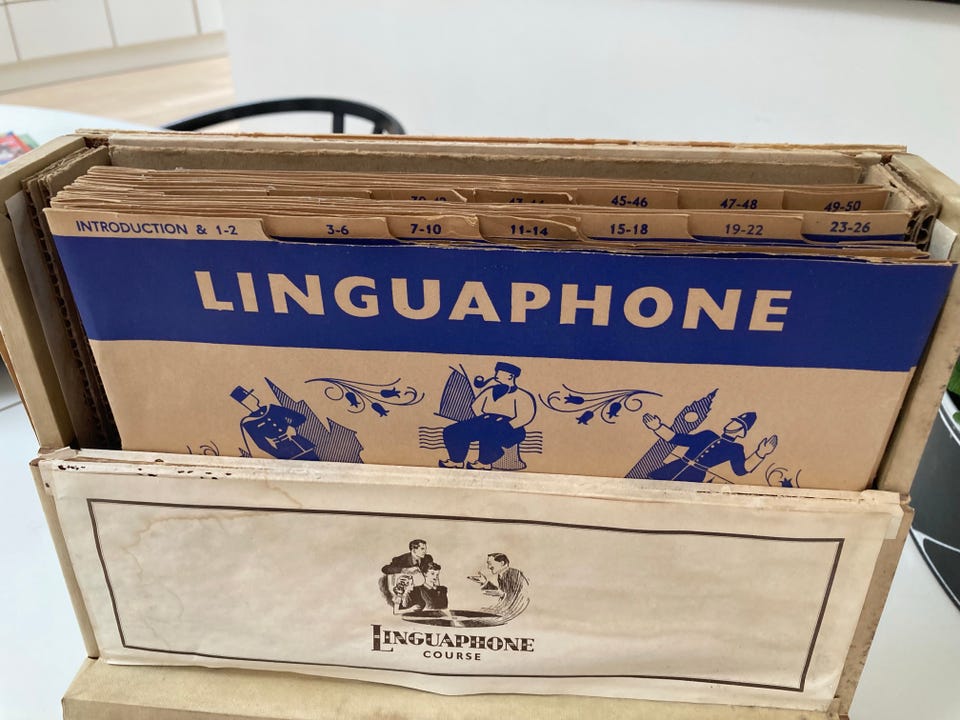 45-46 47-48 49-50
INTRODUCTION & 1-2 3-6 7-10 11-14 15-18 19-22 23-26
LINGUAPHONE
LINGUAPHONE
COURSE